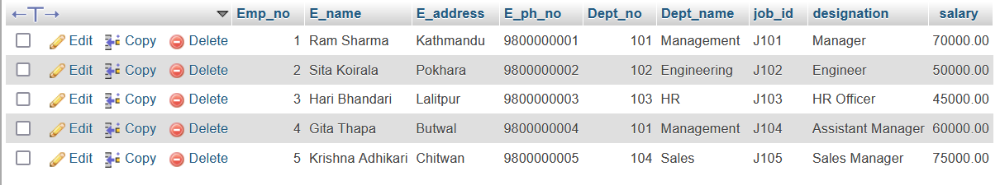 ←T→ Emp_no E_name E_address E_ph_no Dept_no Dept_name job_id designation salary
Edit Copy Delete 1 Ram Sharma Kathmandu 9800000001 101 Management J101 Manager 70000.00
Edit Copy Delete 2 Sita Koirala Pokhara 9800000002 102 Engineering J102 Engineer 50000.00
Edit Copy Delete 3 Hari Bhandari Lalitpur 9800000003 103 HR J103 HR Officer 45000.00
Edit Copy Delete 4 Gita Thapa Butwal 9800000004 101 Management J104 Assistant Manager 60000.00
Edit Copy Delete 5 Krishna Adhikari Chitwan 9800000005 104 Sales J105 Sales Manager 75000.00